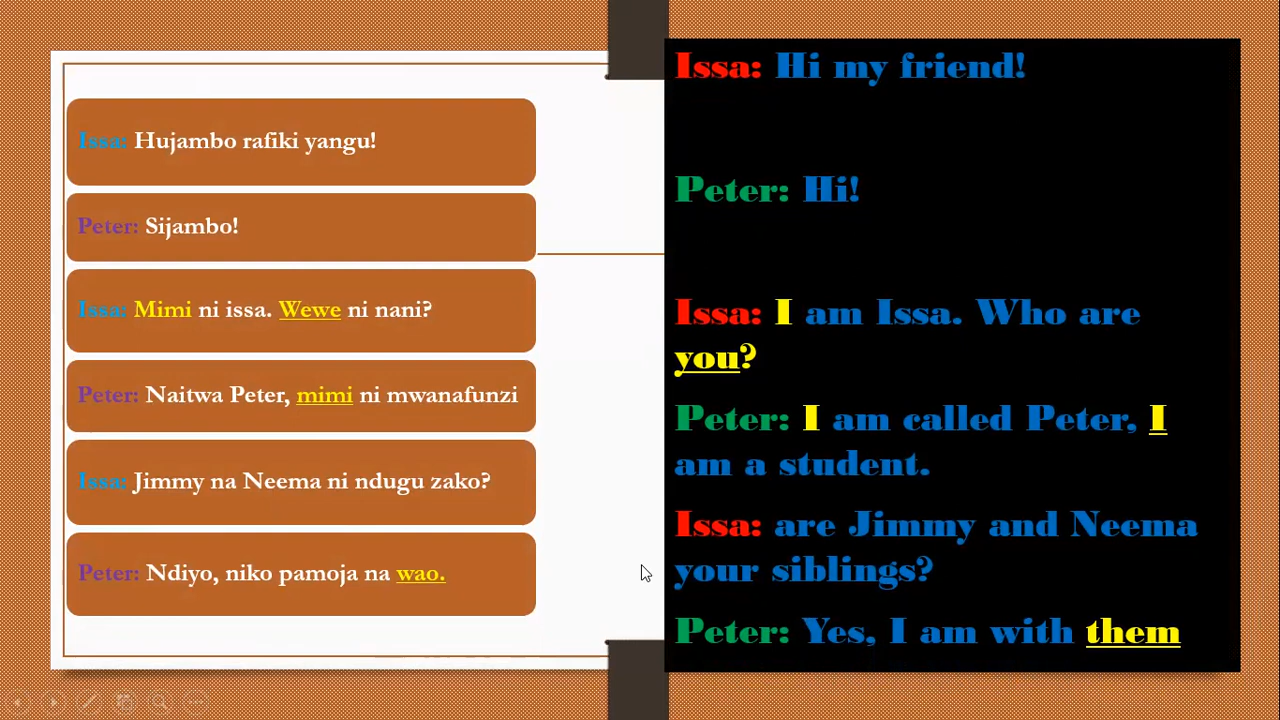 Issa: Hujambo rafiki yangu!
Peter: Sijambo!
Issa: Mimi ni issa. Wewe ni nani?
Peter: Naitwa Peter, mimi ni mwanafunzi
Issa: Jimmy na Neema ni ndugu zako?
Peter: Ndiyo, niko pamoja na wao.
Issa: Hi my friend!
Peter: Hi!
Issa: I am Issa. Who are
you?
Peter: I am called Peter, I
am a student.
Issa: are Jimmy and Neema
your siblings?
Peter: Yes, I am with them